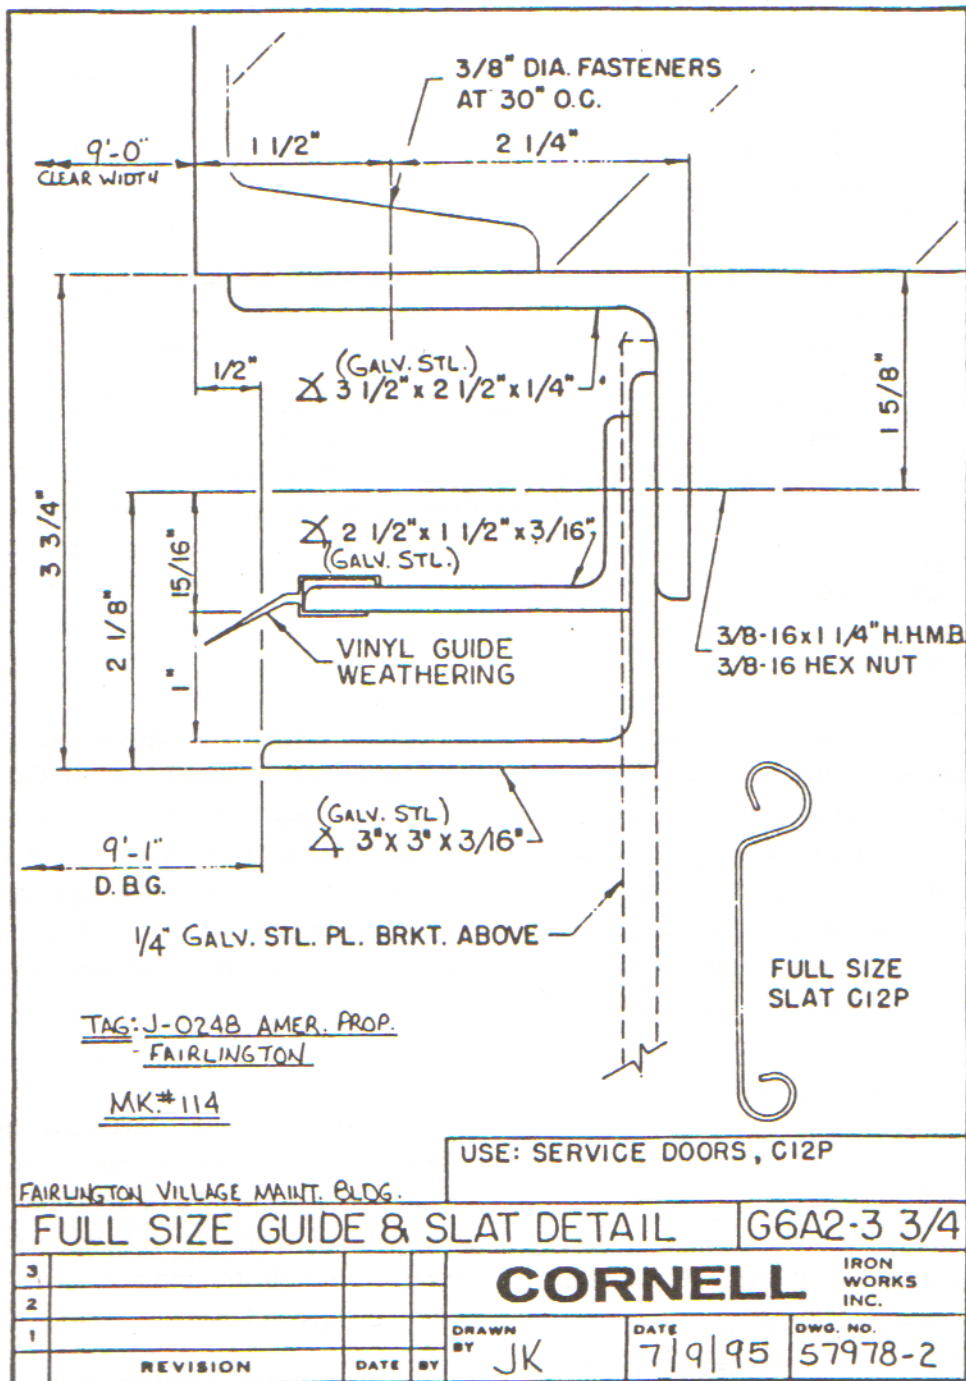 3/8" DIA. FASTENERS
AT 30" O.C.
9'-0"
CLEAR WIDTH
1 1/2"
2 1/4"
1/2"
(GALV. STL.)
∡ 3 1/2" x 2 1/2" x 1/4"
1 5/8"
3 3/4"
2 1/8"
15/16"
1"
∡ 2 1/2" x 1 1/2" x 3/16"
(GALV. STL.)
VINYL GUIDE
WEATHERING
3/8-16 x 1 1/4" H.H.M.B.
3/8-16 HEX NUT
(GALV. STL)
∡ 3" x 3" x 3/16"
9'-1"
D.B.G.
1/4" GALV. STL. PL. BRKT. ABOVE
FULL SIZE
SLAT C12P
TAG: J-0248 AMER. PROP.
- FAIRLINGTON
MK.# 114
USE: SERVICE DOORS, C12P
FAIRLINGTON VILLAGE MAINT. BLDG.
FULL SIZE GUIDE & SLAT DETAIL
G6A2-3 3/4
3
2
1
REVISION
DATE
BY
CORNELL
IRON
WORKS
INC.
DRAWN
BY JK
DATE
7/9/95
DWG. NO.
57978-2